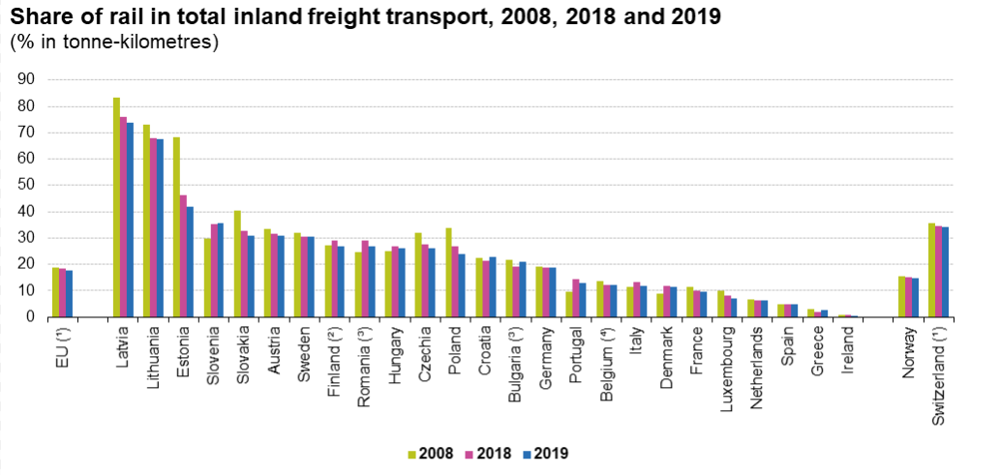 Share of rail in total inland freight transport, 2008, 2018 and 2019
(% in tonne-kilometres)
90
80
70
60
50
40
30
20
10
0
EU (¹)
Latvia
Lithuania
Estonia
Slovenia
Slovakia
Austria
Sweden
Finland (²)
Romania (³)
Hungary
Czechia
Poland
Croatia
Bulgaria (³)
Germany
Portugal
Belgium (⁴)
Italy
Denmark
France
Luxembourg
Netherlands
Spain
Greece
Ireland
Norway
Switzerland (¹)
2008 2018 2019